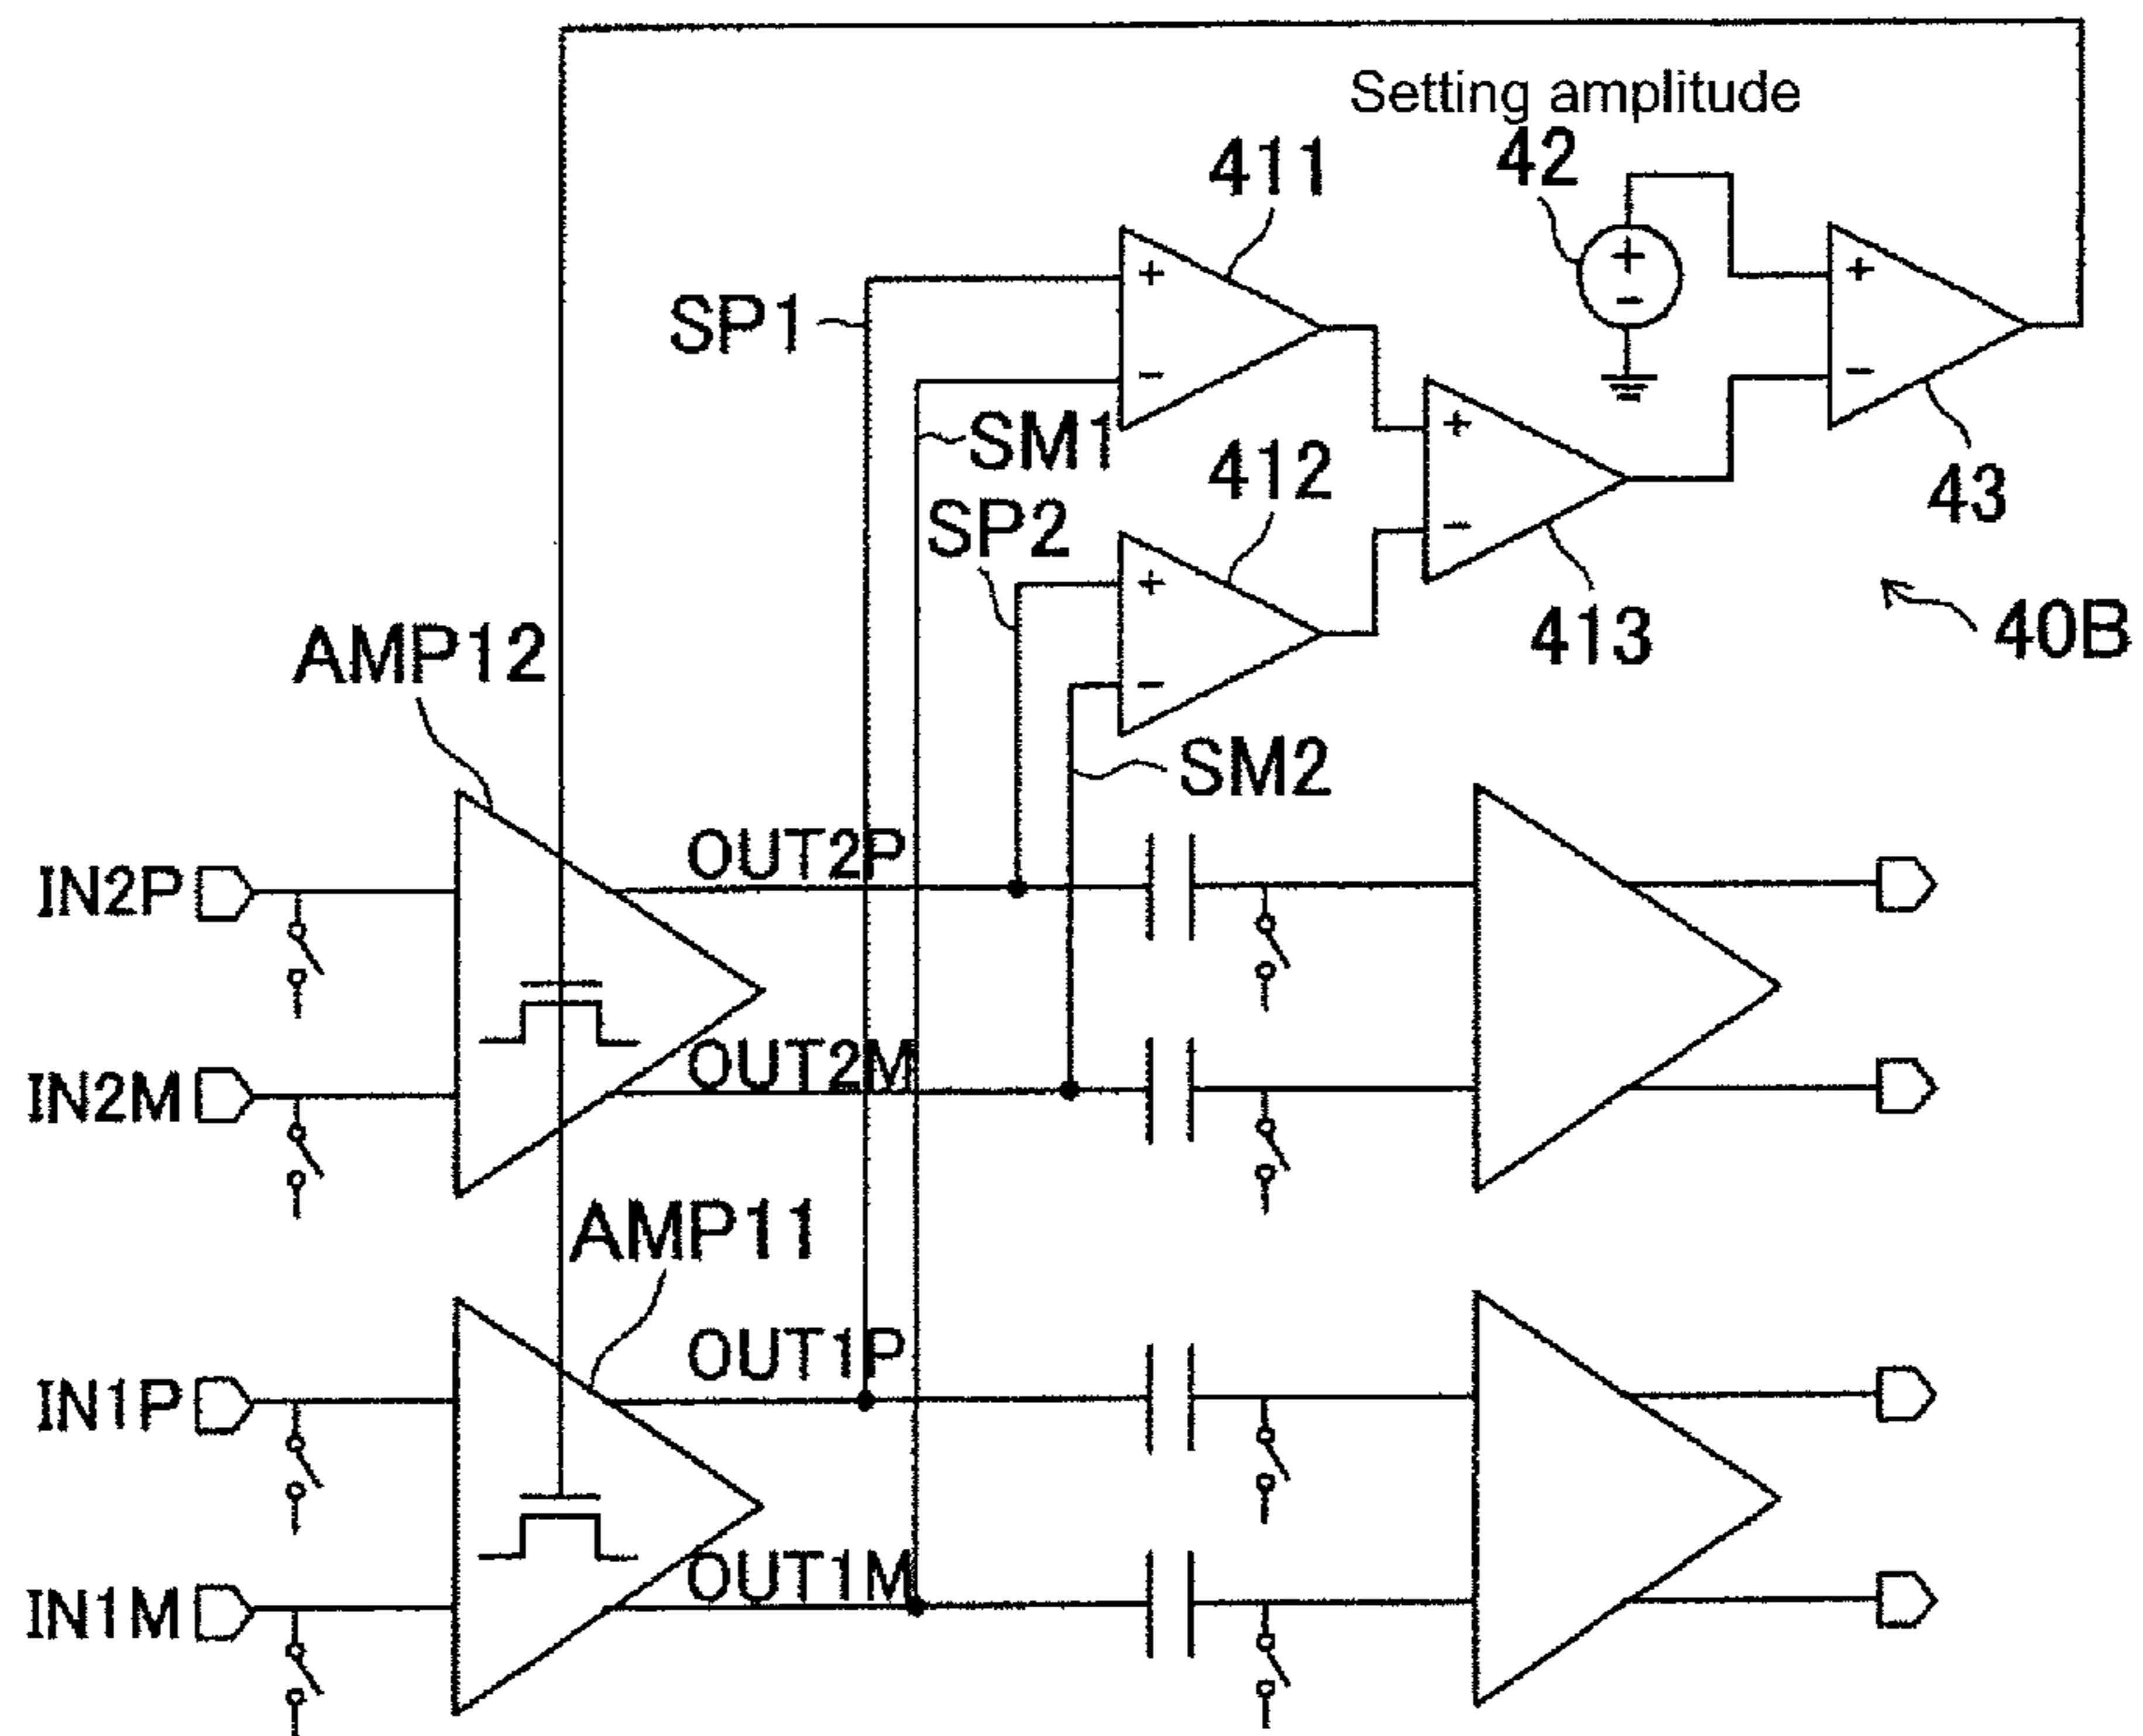 Setting amplitude
42
411
+
−
+
−
SP1
+
−
SM1
412
+
−
43
SP2
+
−
413
40B
AMP12
SM2
OUT2P
IN2P
OUT2M
IN2M
AMP11
OUT1P
IN1P
OUT1M
IN1M